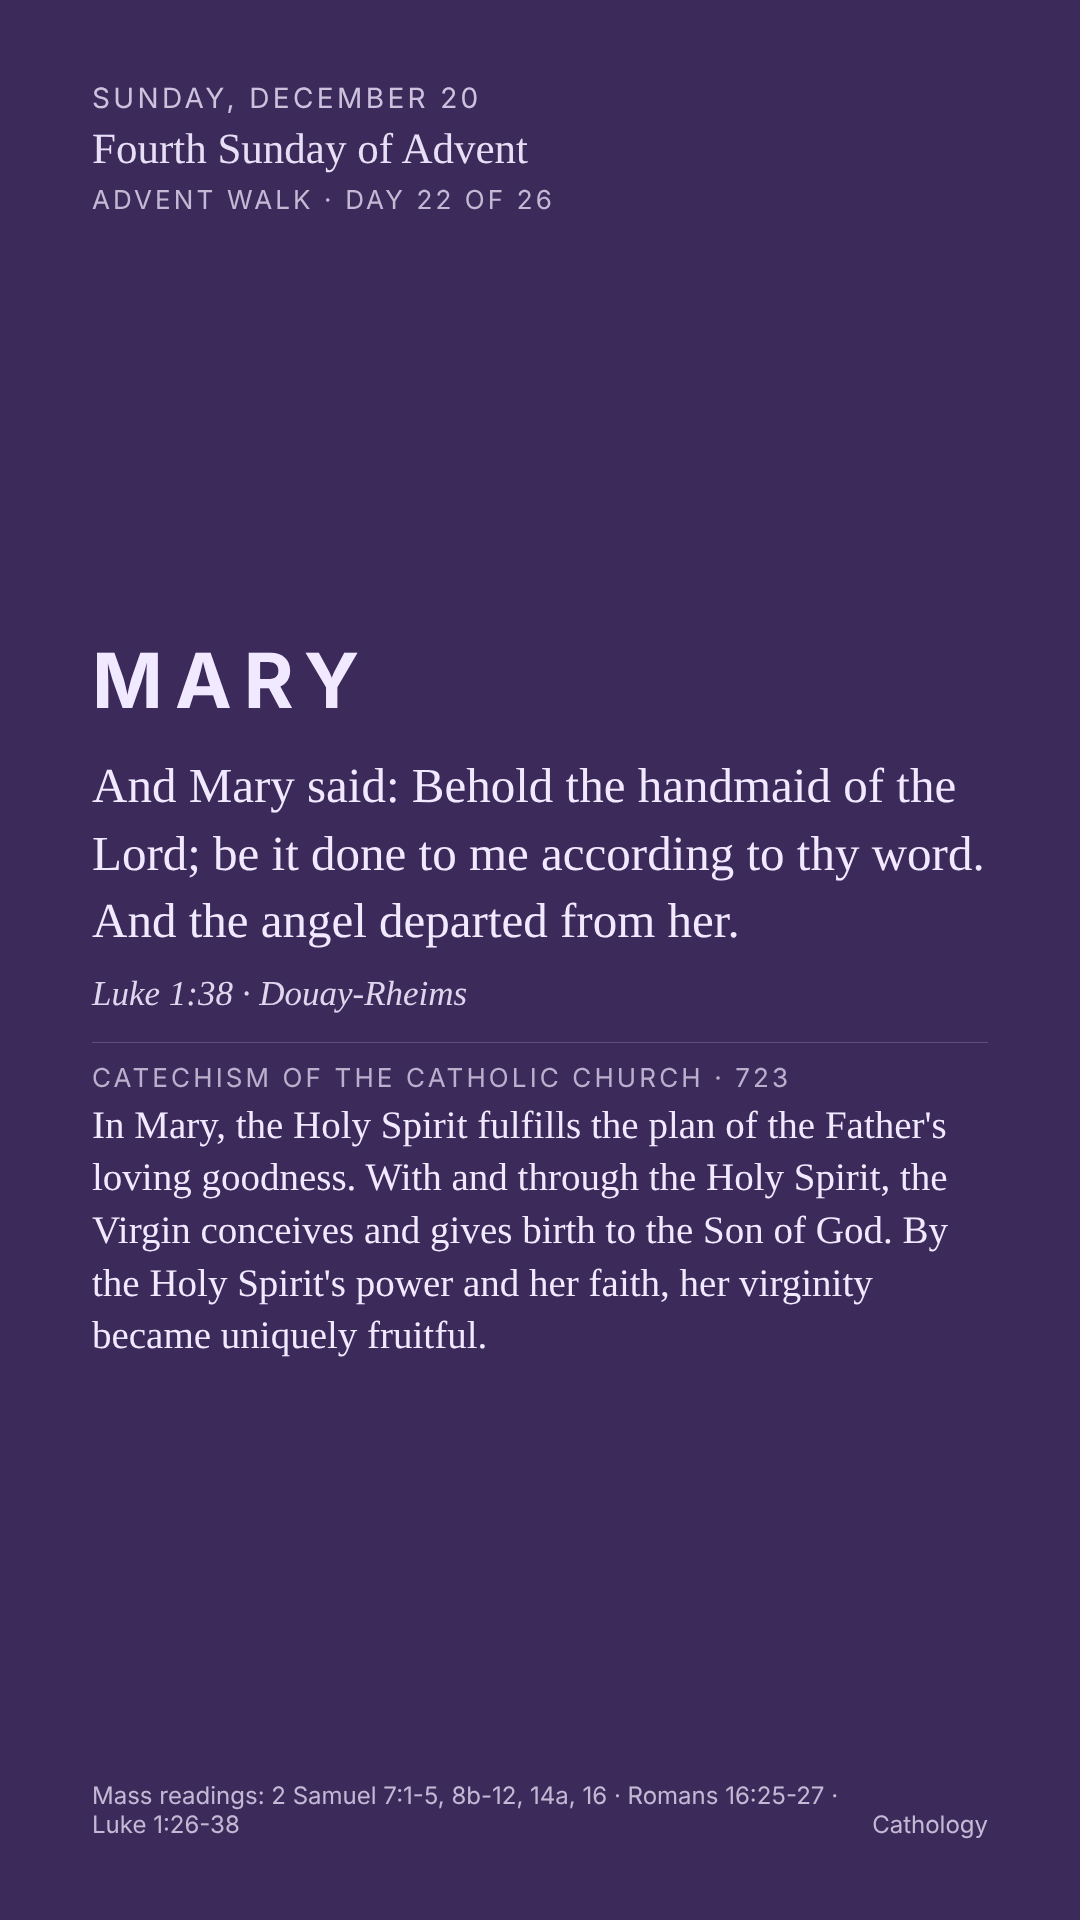 SUNDAY, DECEMBER 20
Fourth Sunday of Advent
ADVENT WALK · DAY 22 OF 26
MARY
And Mary said: Behold the handmaid of the
Lord; be it done to me according to thy word.
And the angel departed from her.
Luke 1:38 · Douay-Rheims
CATECHISM OF THE CATHOLIC CHURCH · 723
In Mary, the Holy Spirit fulfills the plan of the Father's
loving goodness. With and through the Holy Spirit, the
Virgin conceives and gives birth to the Son of God. By
the Holy Spirit's power and her faith, her virginity
became uniquely fruitful.
Mass readings: 2 Samuel 7:1-5, 8b-12, 14a, 16 · Romans 16:25-27 ·
Luke 1:26-38
Cathology